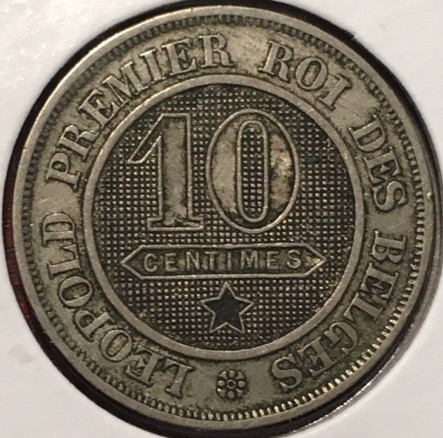 LEOPOLD PREMIER ROI DES BELGES
10
CENTIMES